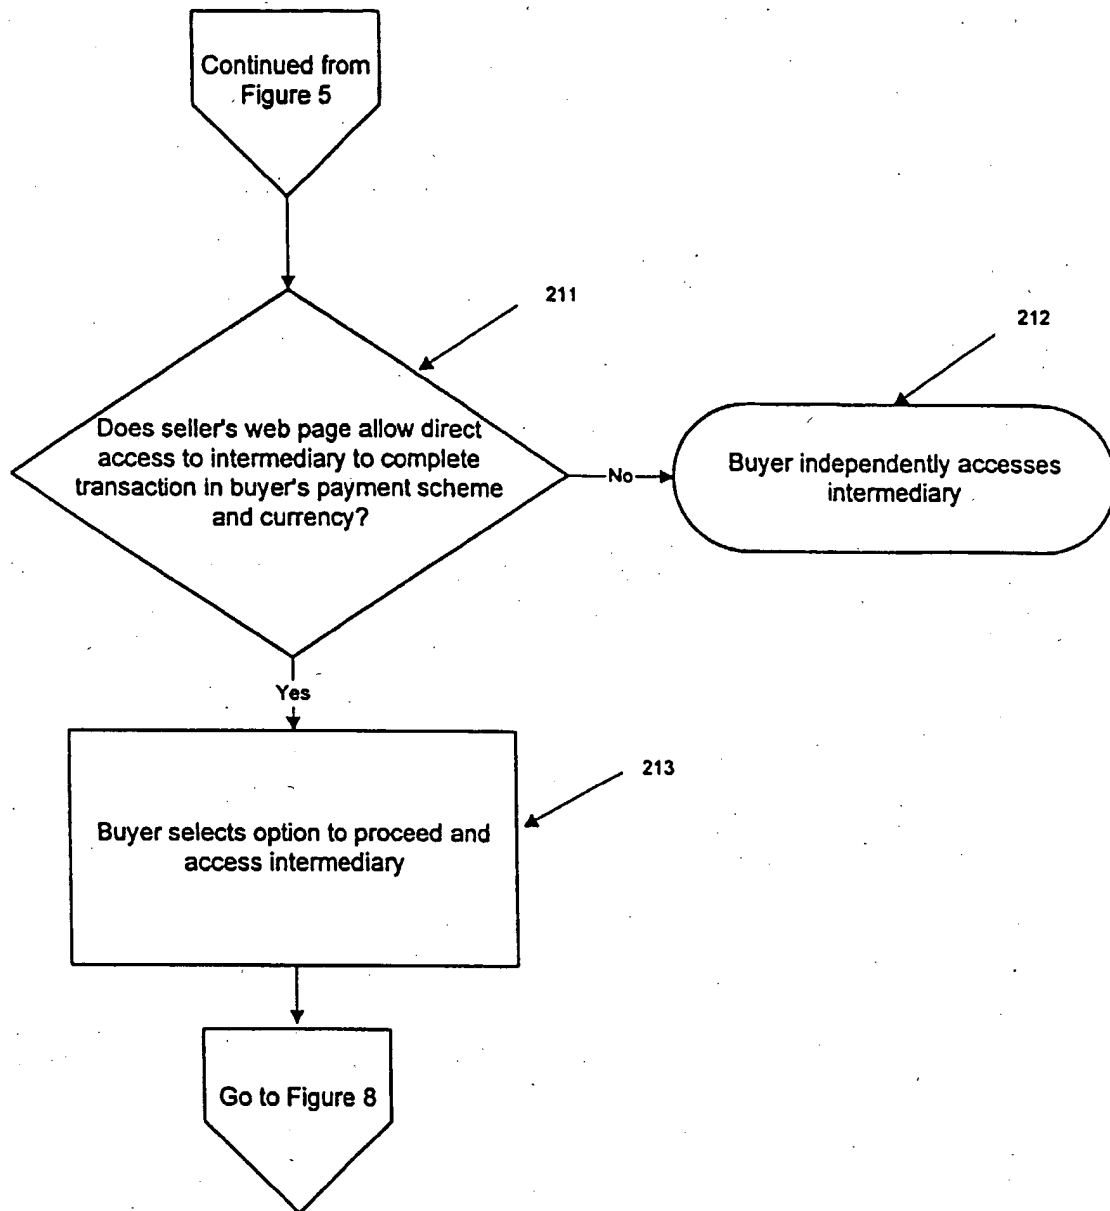 Continued from
Figure 5
211
212
Does seller's web page allow direct
access to intermediary to complete
transaction in buyer's payment scheme
and currency?
No
Buyer independently accesses
intermediary
Yes
213
Buyer selects option to proceed and
access intermediary
Go to Figure 8